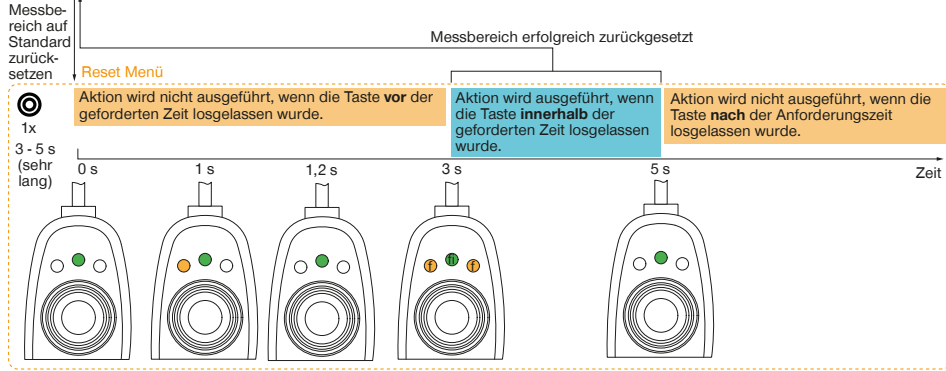 Messbe-
reich auf
Standard
zurück-
setzen
Messbereich erfolgreich zurückgesetzt
Reset Menü
1x
3 - 5 s
(sehr
lang)
Aktion wird nicht ausgeführt, wenn die Taste vor der
geforderten Zeit losgelassen wurde.
Aktion wird ausgeführt, wenn
die Taste innerhalb der
geforderten Zeit losgelassen
wurde.
Aktion wird nicht ausgeführt, wenn die
Taste nach der Anforderungszeit
losgelassen wurde.
0 s
1 s
1,2 s
3 s
5 s
Zeit
f
fi
f